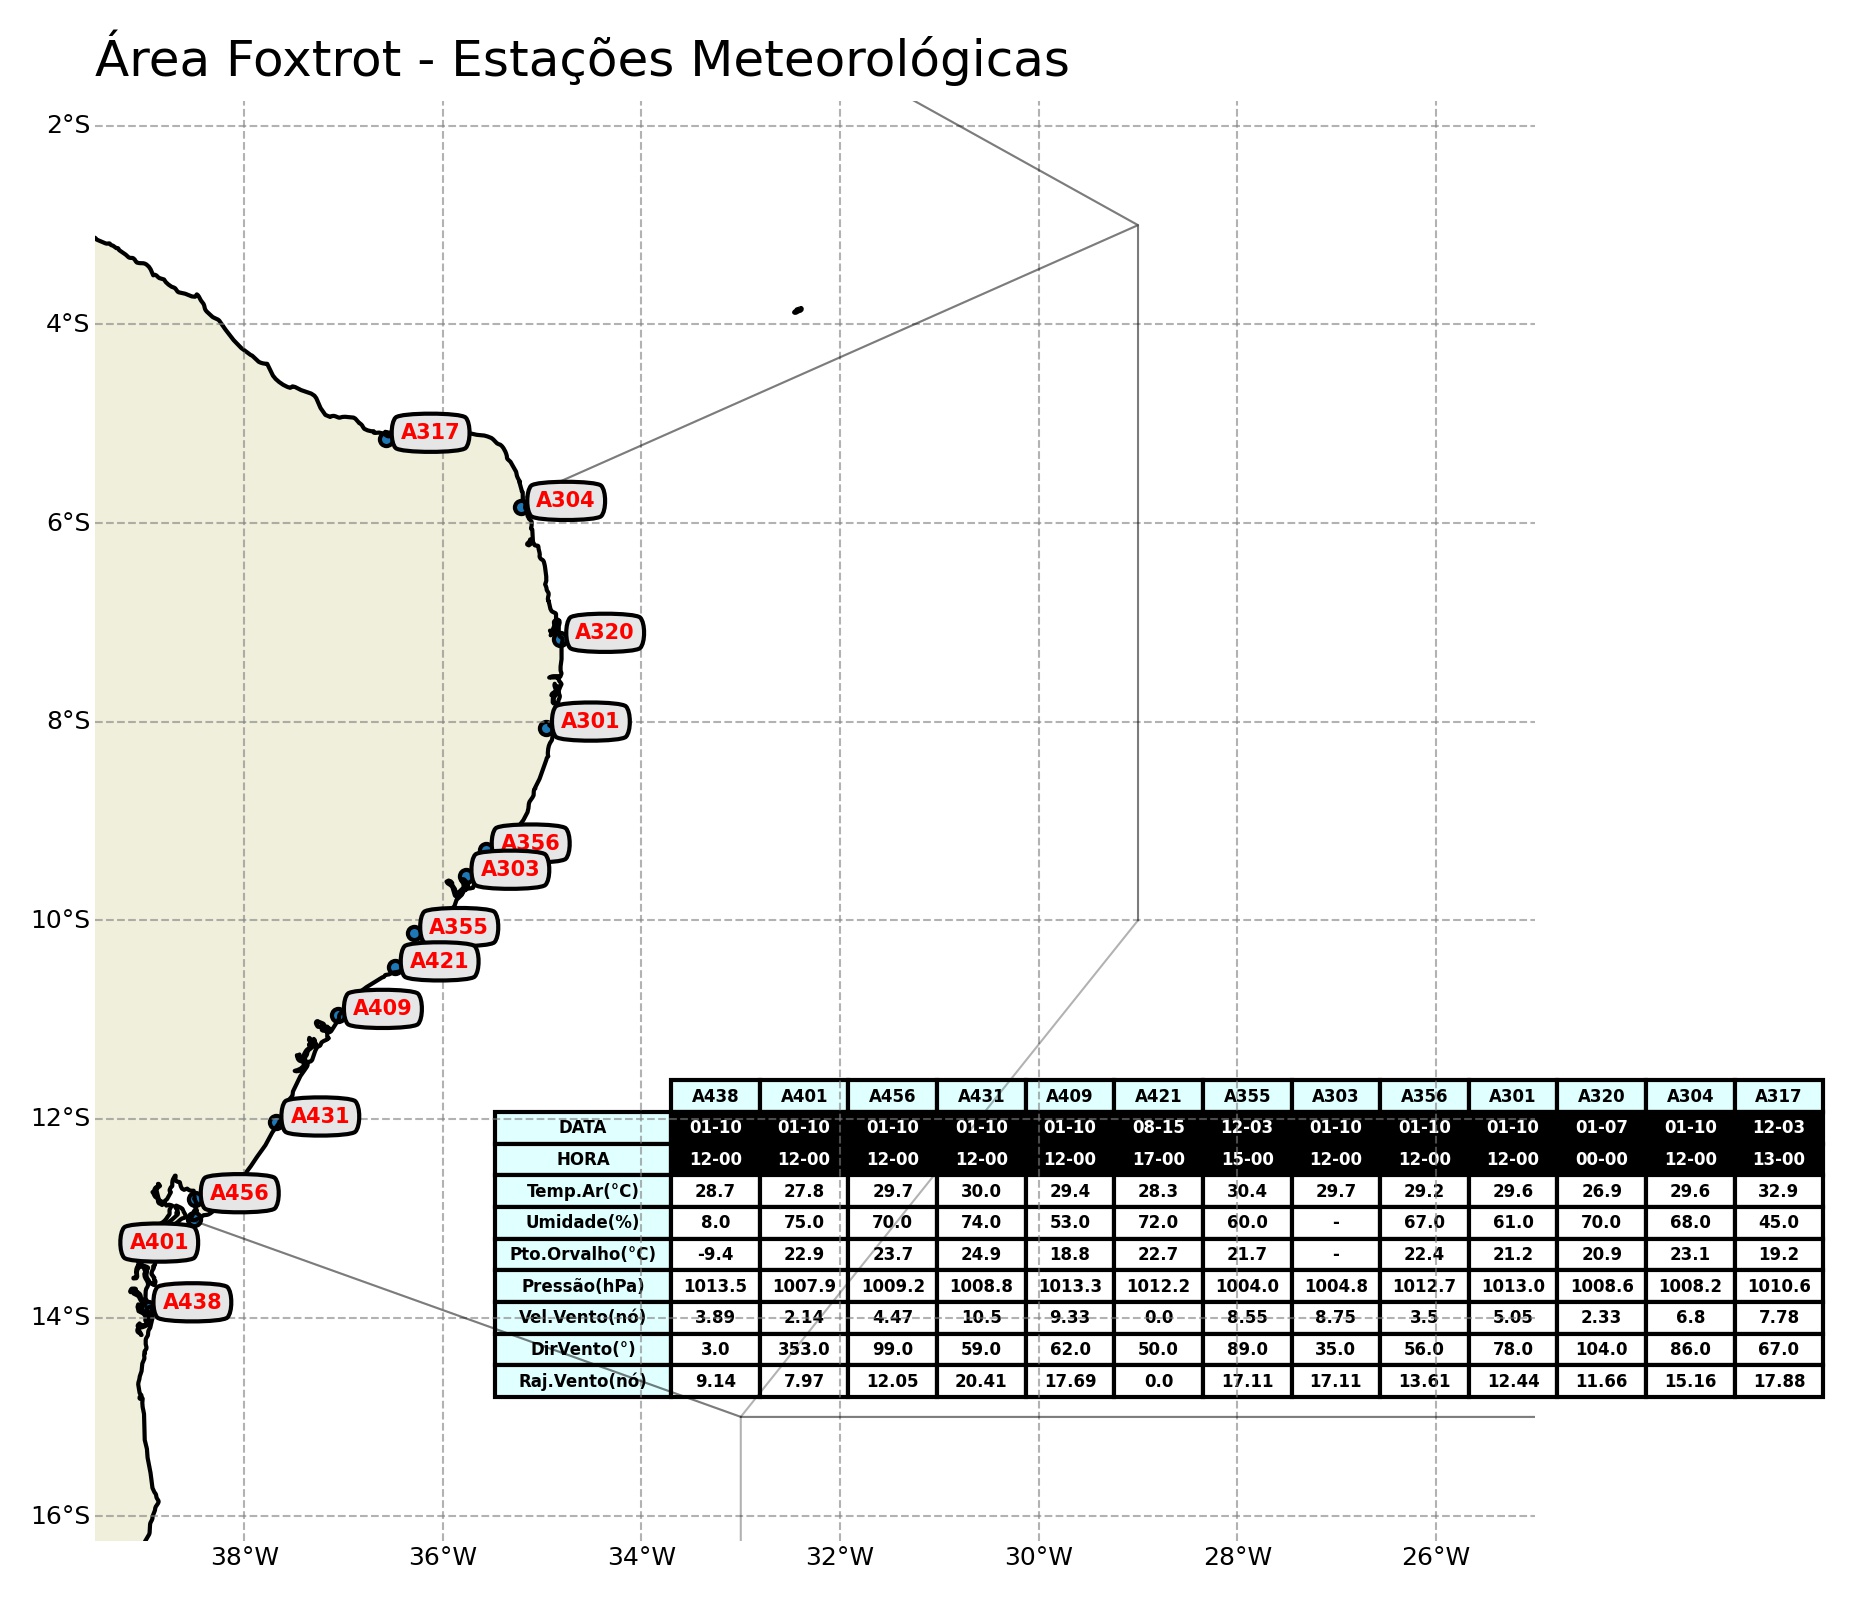 Área Foxtrot - Estações Meteorológicas
2°S
4°S
A317
A304
6°S
A320
8°S
A301
A356
A303
10°S
A355
A421
A409
A438 A401 A456 A431 A409 A421 A355 A303 A356 A301 A320 A304 A317
12°S
A431
DATA 01-10 01-10 01-10 01-10 01-10 08-15 12-03 01-10 01-10 01-10 01-07 01-10 12-03
HORA 12-00 12-00 12-00 12-00 12-00 17-00 15-00 12-00 12-00 12-00 00-00 12-00 13-00
Temp.Ar(°C) 28.7 27.8 29.7 30.0 29.4 28.3 30.4 29.7 29.2 29.6 26.9 29.6 32.9
A456
Umidade(%) 8.0 75.0 70.0 74.0 53.0 72.0 60.0 - 67.0 61.0 70.0 68.0 45.0
A401
Pto.Orvalho(°C) -9.4 22.9 23.7 24.9 18.8 22.7 21.7 - 22.4 21.2 20.9 23.1 19.2
Pressão(hPa) 1013.5 1007.9 1009.2 1008.8 1013.3 1012.2 1004.0 1004.8 1012.7 1013.0 1008.6 1008.2 1010.6
A438
14°S
Vel.Vento(nó) 3.89 2.14 4.47 10.5 9.33 0.0 8.55 8.75 3.5 5.05 2.33 6.8 7.78
DirVento(°) 3.0 353.0 99.0 59.0 62.0 50.0 89.0 35.0 56.0 78.0 104.0 86.0 67.0
Raj.Vento(nó) 9.14 7.97 12.05 20.41 17.69 0.0 17.11 17.11 13.61 12.44 11.66 15.16 17.88
16°S
38°W 36°W 34°W 32°W 30°W 28°W 26°W